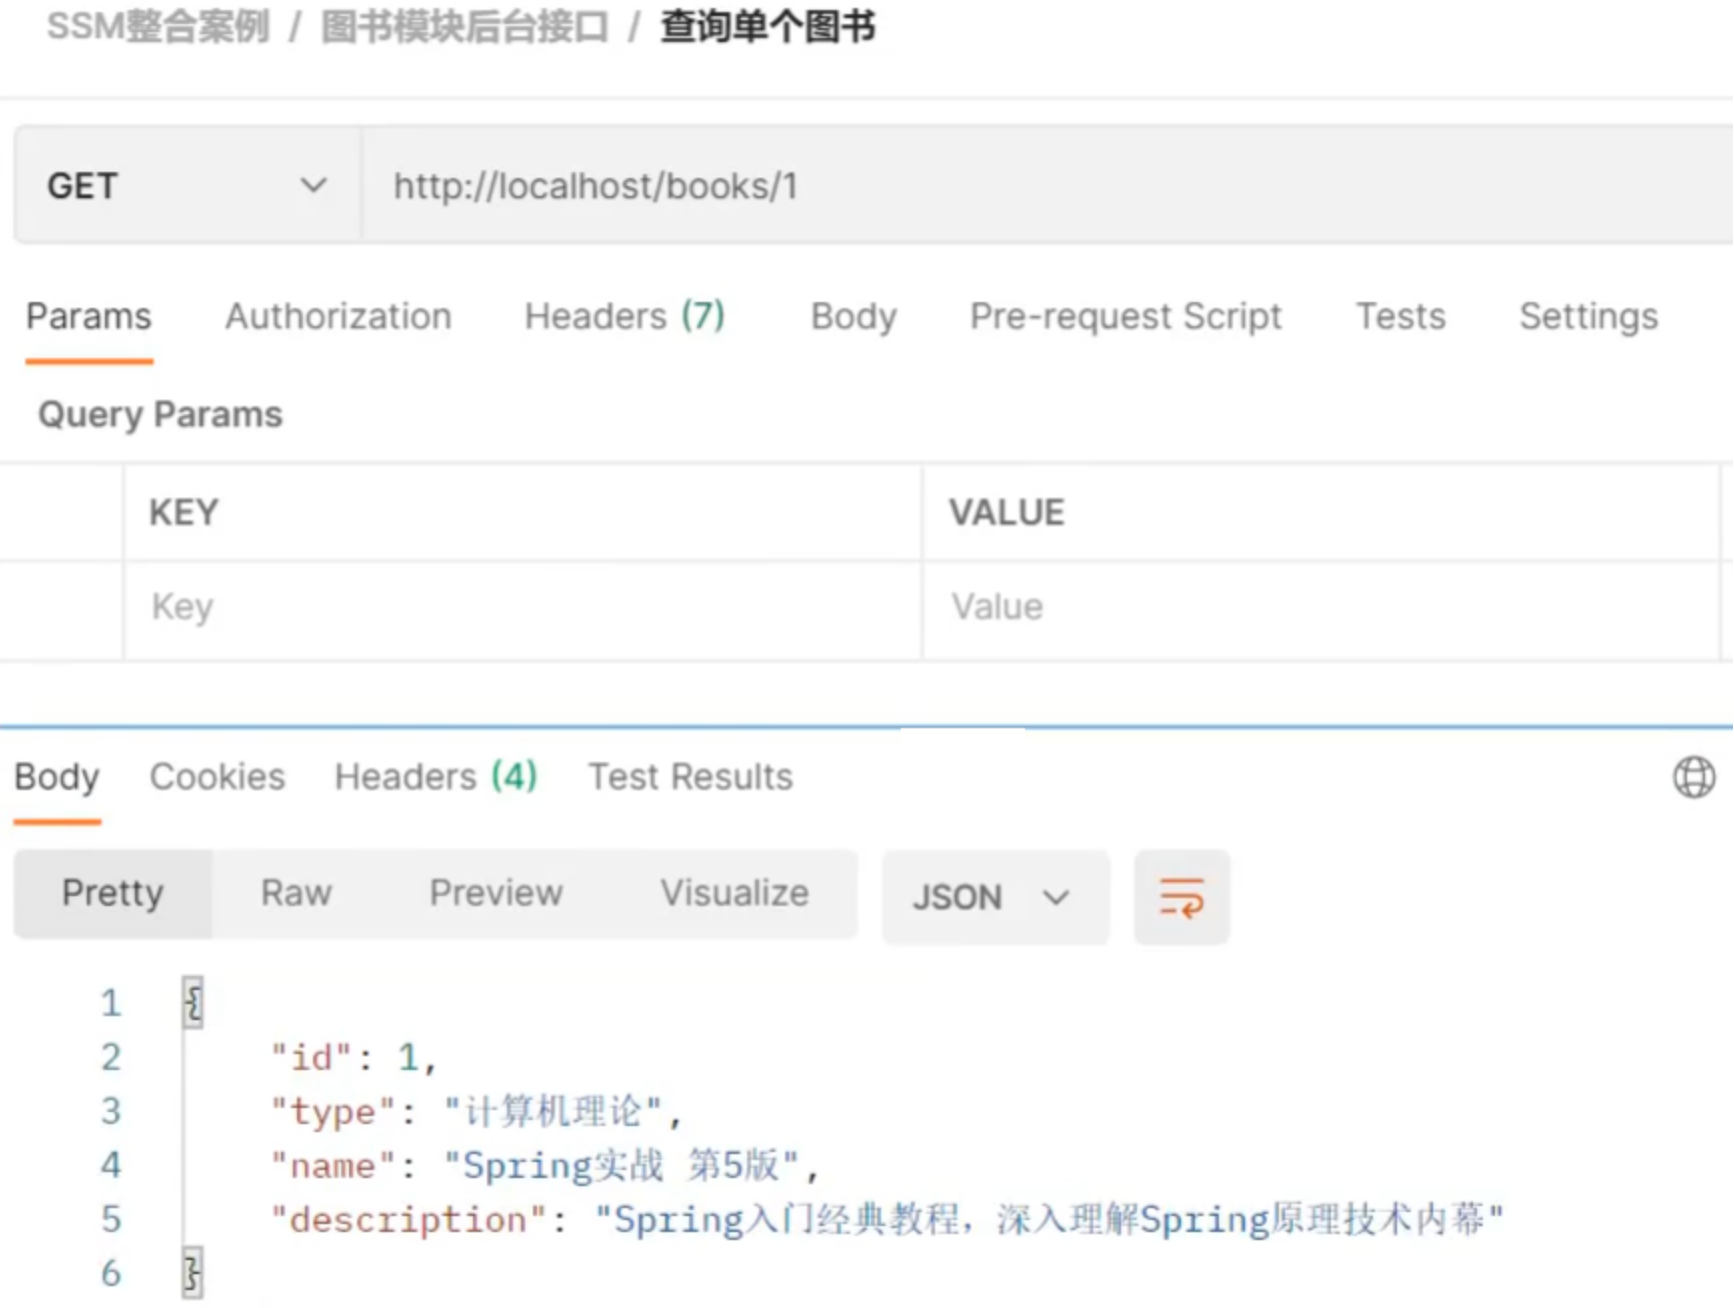 SSM整合案例 / 图书模块后台接口 / 查询单个图书
GET http://localhost/books/1
Params Authorization Headers (7) Body Pre-request Script Tests Settings
Query Params
KEY VALUE
Key Value
Body Cookies Headers (4) Test Results
Pretty Raw Preview Visualize JSON
1 {
2 "id": 1,
3 "type": "计算机理论",
4 "name": "Spring实战 第5版",
5 "description": "Spring入门经典教程，深入理解Spring原理技术内幕"
6 }